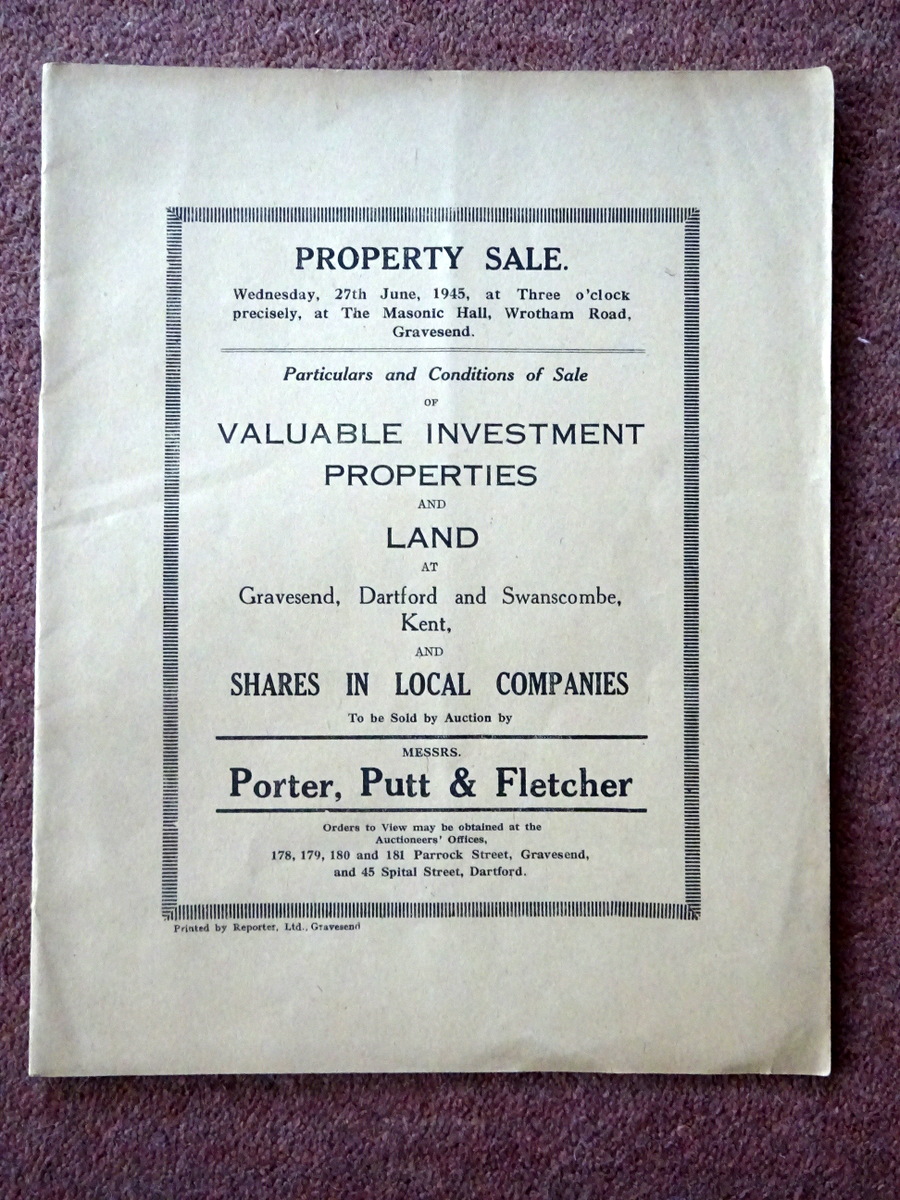 PROPERTY SALE.
Wednesday, 27th June, 1945, at Three o'clock
precisely, at The Masonic Hall, Wrotham Road,
Gravesend.
Particulars and Conditions of Sale
OF
VALUABLE INVESTMENT
PROPERTIES
AND
LAND
AT
Gravesend, Dartford and Swanscombe,
Kent,
AND
SHARES IN LOCAL COMPANIES
To be Sold by Auction by
MESSRS.
Porter, Putt & Fletcher
Orders to View may be obtained at the
Auctioneers' Offices,
178, 179, 180 and 181 Parrock Street, Gravesend,
and 45 Spital Street, Dartford.
Printed by Reporter, Ltd., Gravesend